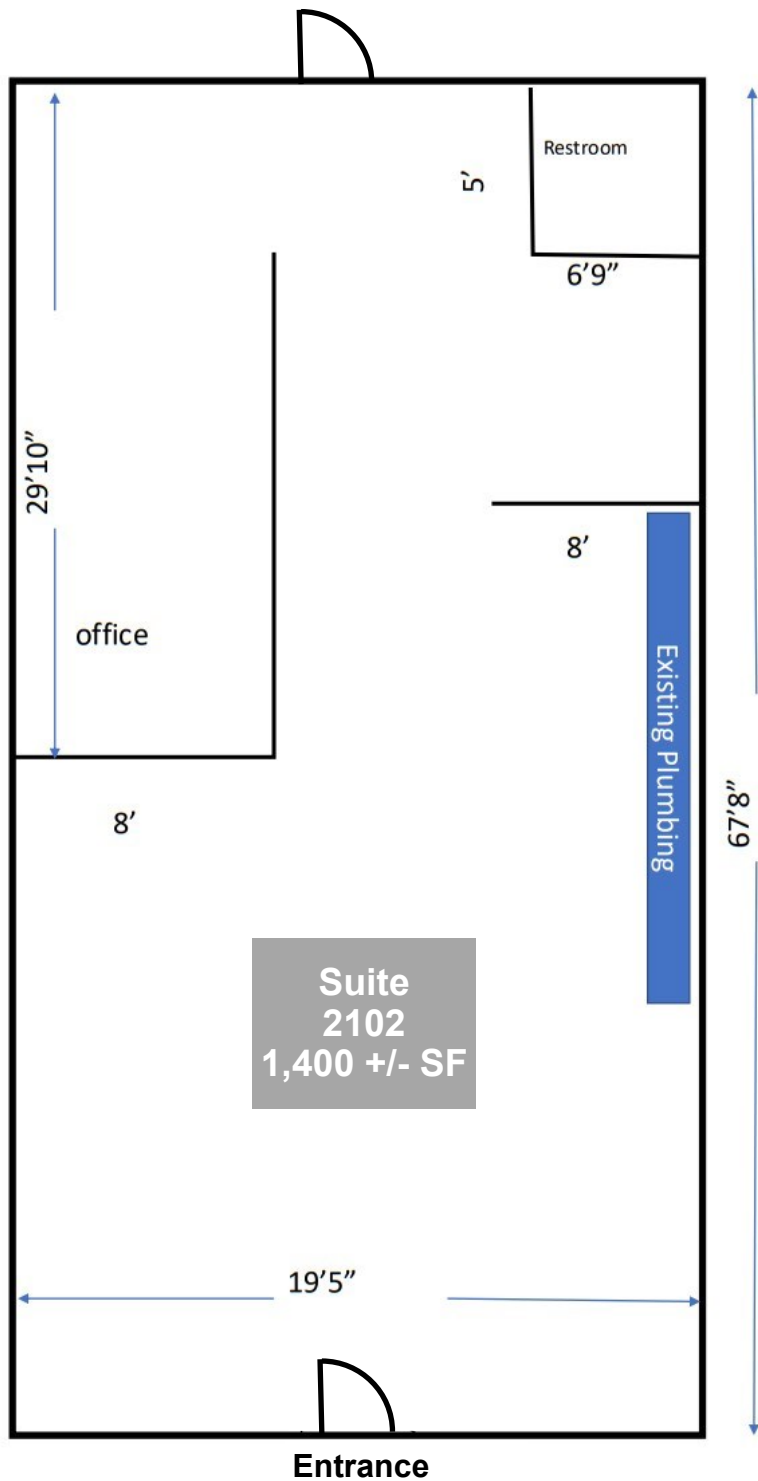 Restroom
5’
6’9”
29’10”
8’
office
Existing Plumbing
67’8”
8’
Suite
2102
1,400 +/- SF
19’5”
Entrance